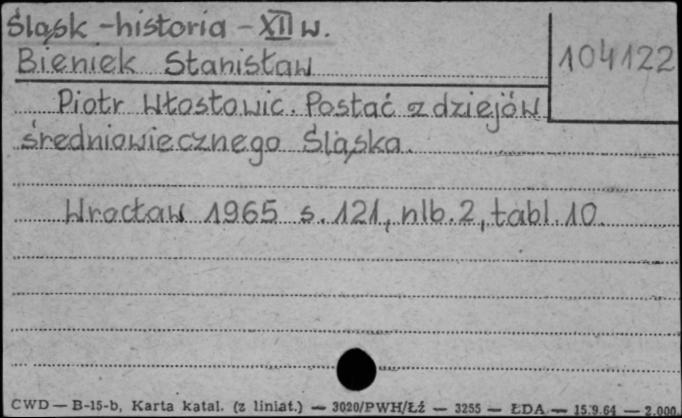 Śląsk - historia - XII w.
104122
Bieniek Stanisław
Piotr Włostowic. Postać z dziejów
średniowiecznego Śląska.
Wrocław 1965 s. 121, nlb. 2, tabl. 10.
CWD — B-15-b, Karta katal. (z liniat.) — 3020/PWH/Łź — 3255 — ŁDA — 15.9.64 — 2.000